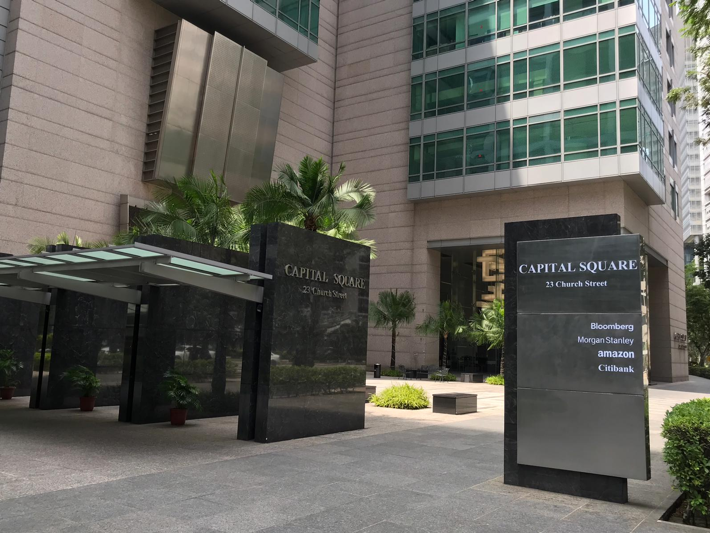 CAPITAL SQUARE
23 Church Street
CAPITAL SQUARE
23 Church Street
Bloomberg
Morgan Stanley
amazon
Citibank